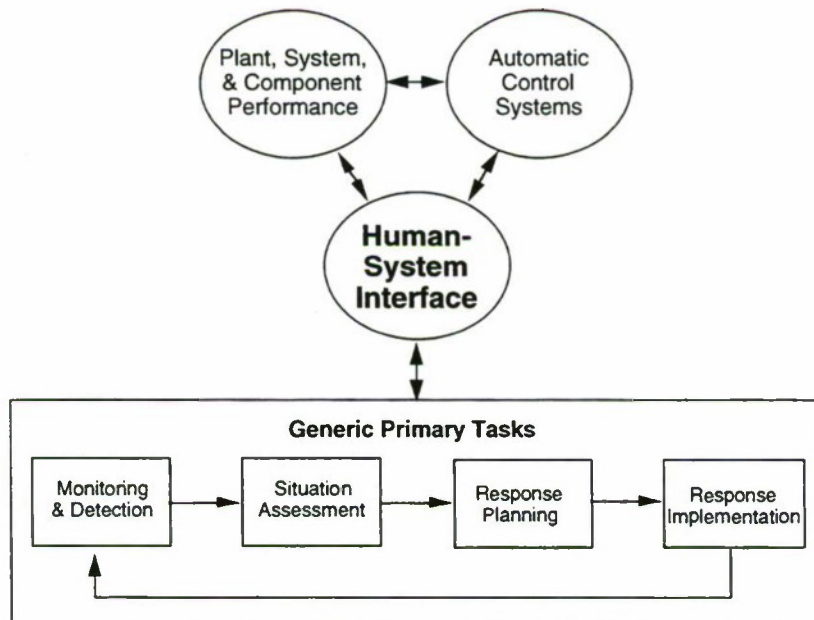 Plant, System,
& Component
Performance
Automatic
Control
Systems
Human-
System
Interface
Generic Primary Tasks
Monitoring
& Detection
Situation
Assessment
Response
Planning
Response
Implementation